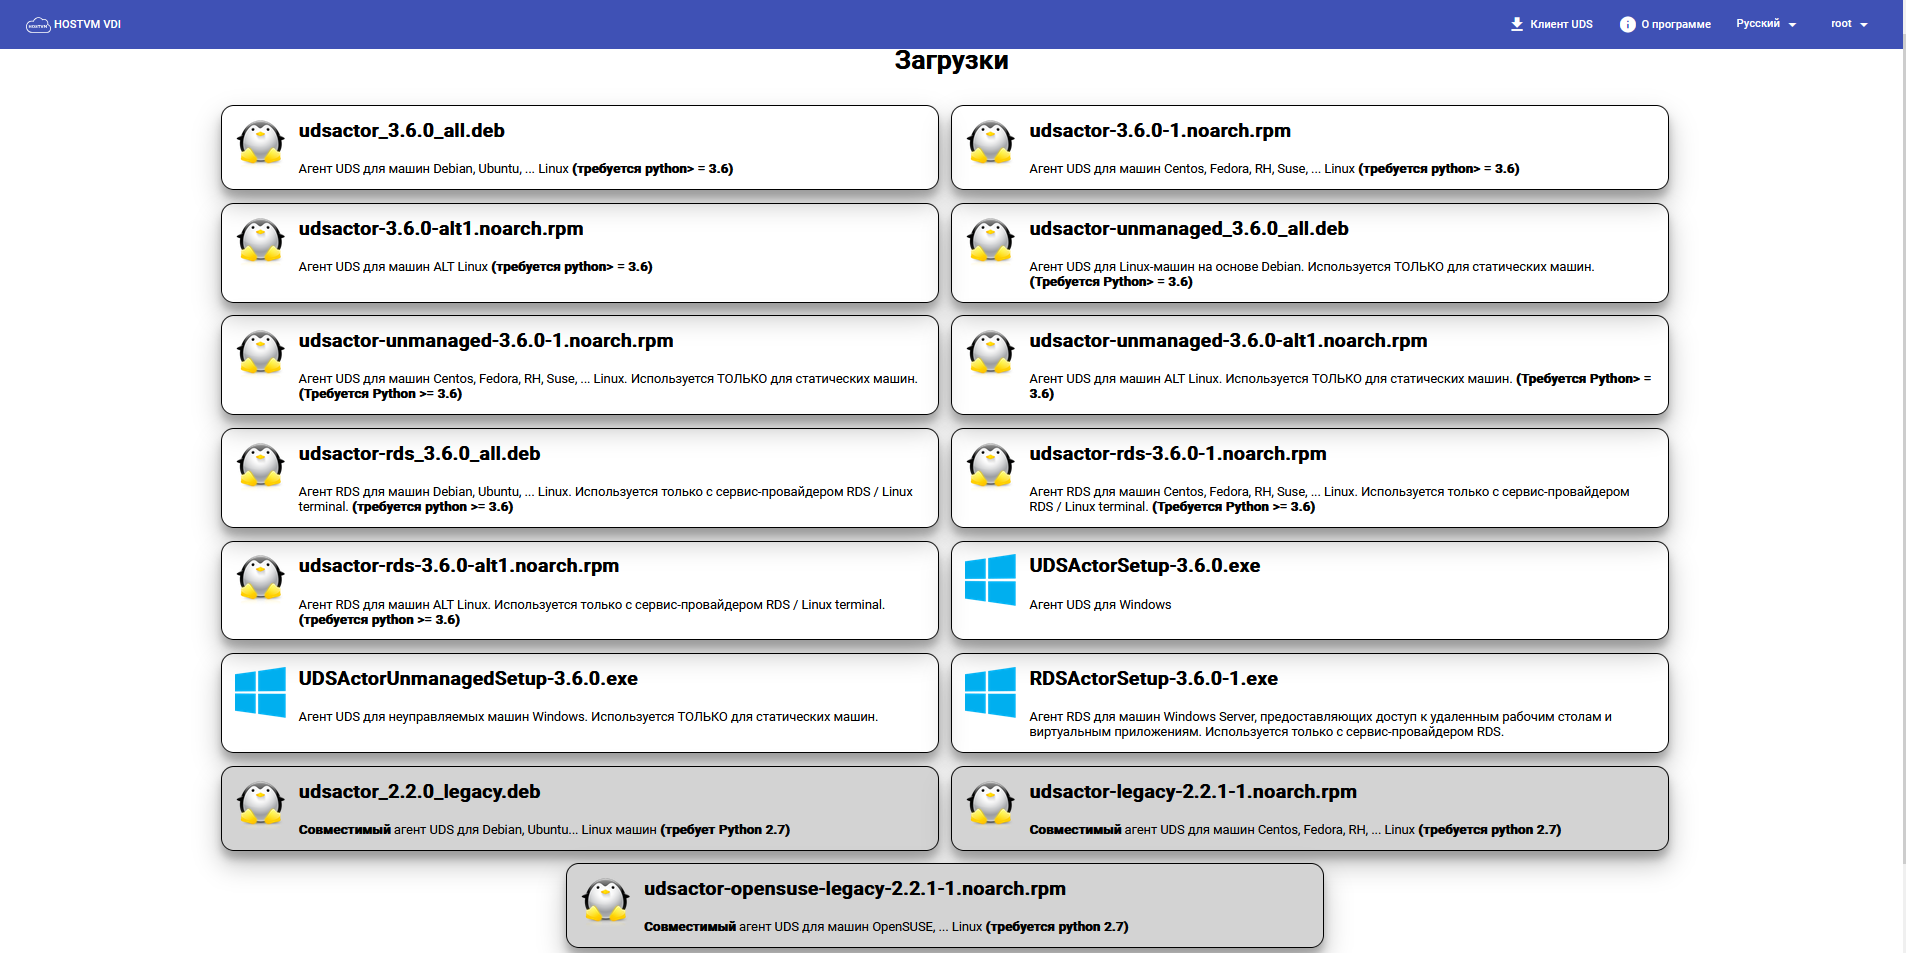 HOSTVM VDI
Клиент UDS
О программе
Русский
root
Загрузки
udsactor_3.6.0_all.deb
Агент UDS для машин Debian, Ubuntu, ... Linux (требуется python> = 3.6)
udsactor-3.6.0-1.noarch.rpm
Агент UDS для машин Centos, Fedora, RH, Suse, ... Linux (требуется python> = 3.6)
udsactor-3.6.0-alt1.noarch.rpm
Агент UDS для машин ALT Linux (требуется python> = 3.6)
udsactor-unmanaged_3.6.0_all.deb
Агент UDS для Linux-машин на основе Debian. Используется ТОЛЬКО для статических машин.
(Требуется Python> = 3.6)
udsactor-unmanaged-3.6.0-1.noarch.rpm
Агент UDS для машин Centos, Fedora, RH, Suse, ... Linux. Используется ТОЛЬКО для статических машин.
(Требуется Python >= 3.6)
udsactor-unmanaged-3.6.0-alt1.noarch.rpm
Агент UDS для машин ALT Linux. Используется ТОЛЬКО для статических машин. (Требуется Python> =
3.6)
udsactor-rds_3.6.0_all.deb
Агент RDS для машин Debian, Ubuntu, ... Linux. Используется только с сервис-провайдером RDS / Linux
terminal. (требуется python >= 3.6)
udsactor-rds-3.6.0-1.noarch.rpm
Агент RDS для машин Centos, Fedora, RH, Suse, ... Linux. Используется только с сервис-провайдером
RDS / Linux terminal. (Требуется Python >= 3.6)
udsactor-rds-3.6.0-alt1.noarch.rpm
Агент RDS для машин ALT Linux. Используется только с сервис-провайдером RDS / Linux terminal.
(требуется python >= 3.6)
UDSActorSetup-3.6.0.exe
Агент UDS для Windows
UDSActorUnmanagedSetup-3.6.0.exe
Агент UDS для неуправляемых машин Windows. Используется ТОЛЬКО для статических машин.
RDSActorSetup-3.6.0-1.exe
Агент RDS для машин Windows Server, предоставляющих доступ к удаленным рабочим столам и
виртуальным приложениям. Используется только с сервис-провайдером RDS.
udsactor_2.2.0_legacy.deb
Совместимый агент UDS для Debian, Ubuntu... Linux машин (требует Python 2.7)
udsactor-legacy-2.2.1-1.noarch.rpm
Совместимый агент UDS для машин Centos, Fedora, RH, ... Linux (требуется python 2.7)
udsactor-opensuse-legacy-2.2.1-1.noarch.rpm
Совместимый агент UDS для машин OpenSUSE, ... Linux (требуется python 2.7)